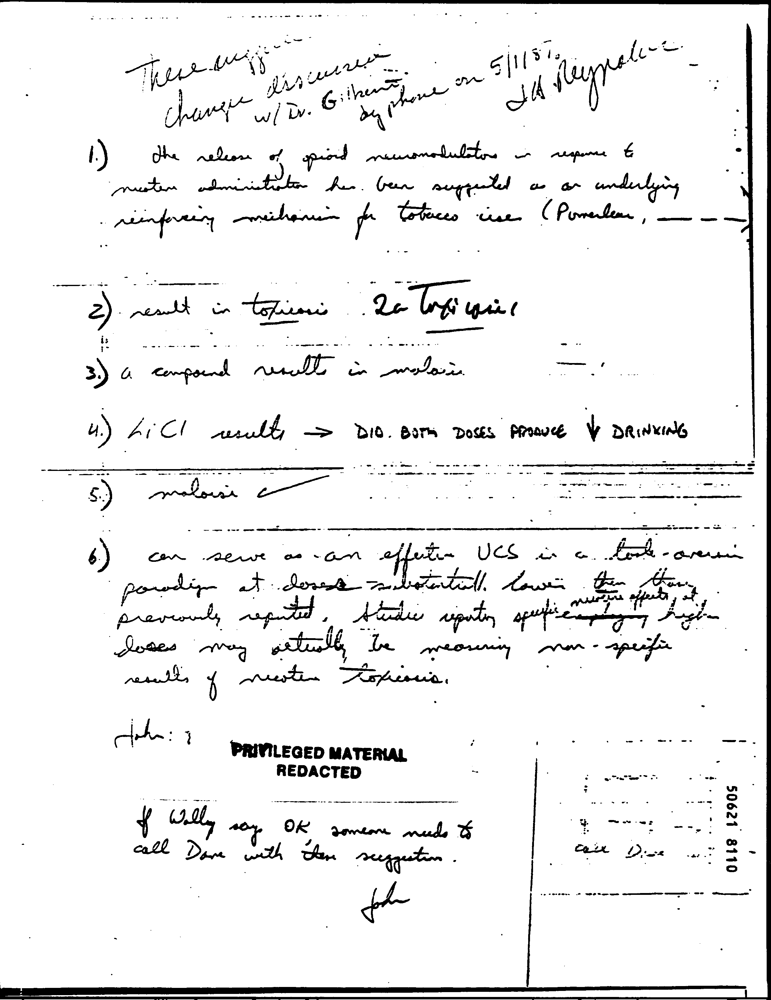 These
change discussed
w/ Dr. Gilbert
by phone on 5/11/87.
JH Reynolds
1.) the release of opioid neuromodulators in response to
nicotine administration has been suggested as an underlying
reinforcing mechanism for tobacco use (Pomerleau,
2) result in toxicosis 2a
3.) a compound results in malaise
4.) LiCl results → DID. BOTH DOSES PRODUCE ↓ DRINKING
5.) malaise
6.) can serve as an effective UCS in a taste-aversion
paradigm at doses substantially lower then than
previously reported. Studies reporting specific nicotine effects at high
doses may actually be measuring non-specific
results of nicotine toxicosis.
John:
PRIVILEGED MATERIAL
REDACTED
If Wally says OK, someone needs to
call Dave with these suggestions.
John
call Dave
50621 8110